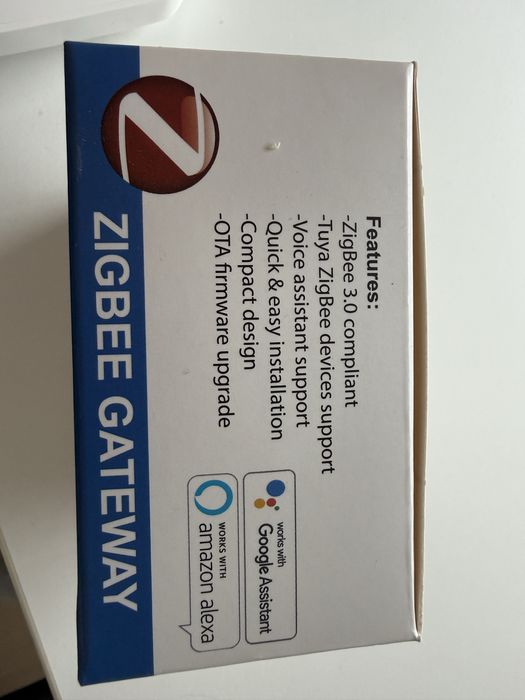 Features:
-ZigBee 3.0 compliant
-Tuya ZigBee devices support
-Voice assistant support
-Quick & easy installation
-Compact design
-OTA firmware upgrade
works with
Google Assistant
WORKS WITH
amazon alexa
Z
ZIGBEE GATEWAY